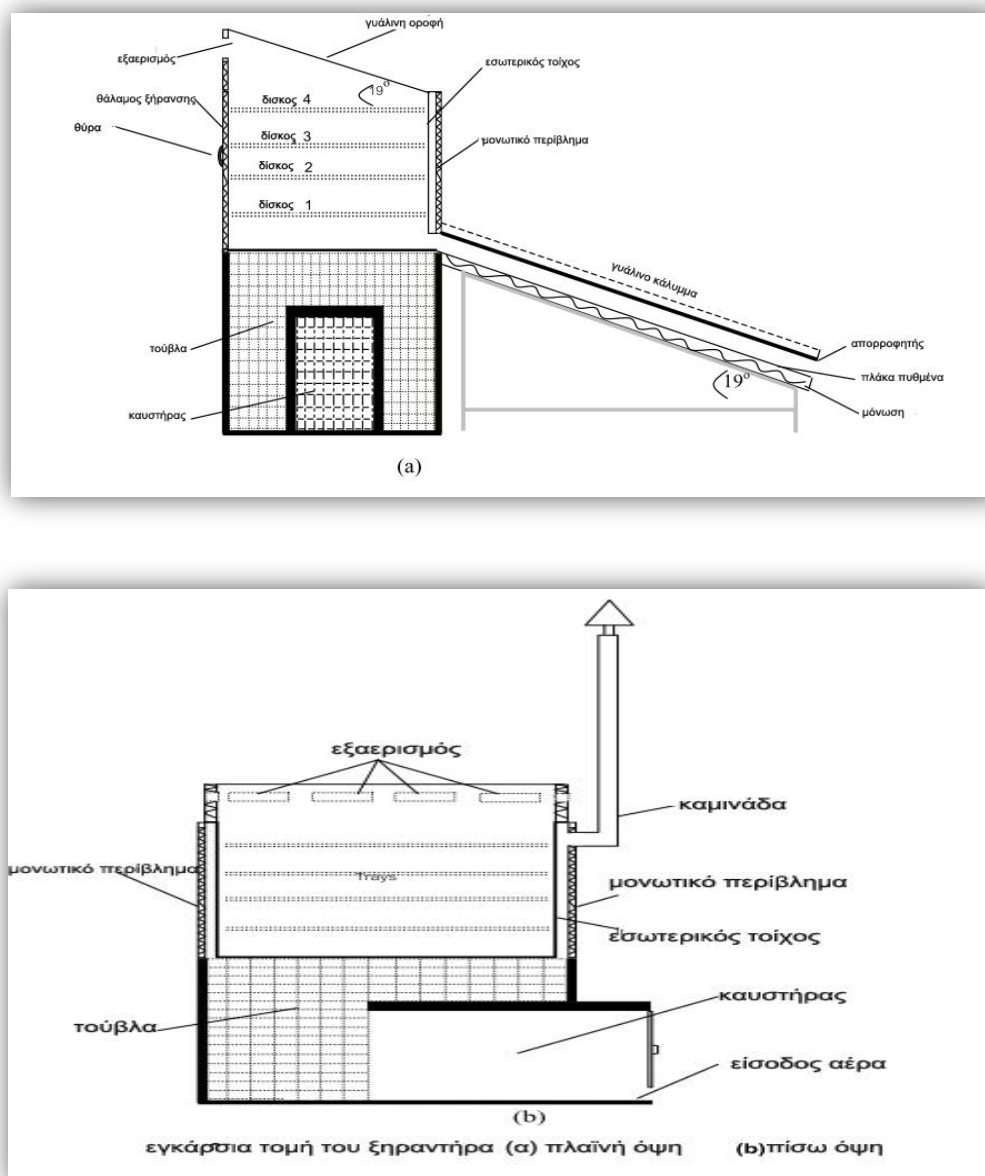 γυάλινη οροφή
εξαερισμός
εσωτερικός τοίχος
19°
θάλαμος ξήρανσης
δισκος 4
θύρα
δίσκος 3
μονωτικό περίβλημα
δίσκος 2
δίσκος 1
γυάλινο κάλυμμα
τούβλα
απορροφητής
19°
πλάκα πυθμένα
καυστήρας
μόνωση
(a)
εξαερισμός
καμινάδα
μονωτικό περίβλημα
Trays
μονωτικό περίβλημα
εσωτερικός τοίχος
καυστήρας
τούβλα
είσοδος αέρα
(b)
εγκάρσια τομή του ξηραντήρα (α) πλαϊνή όψη (b)πίσω όψη